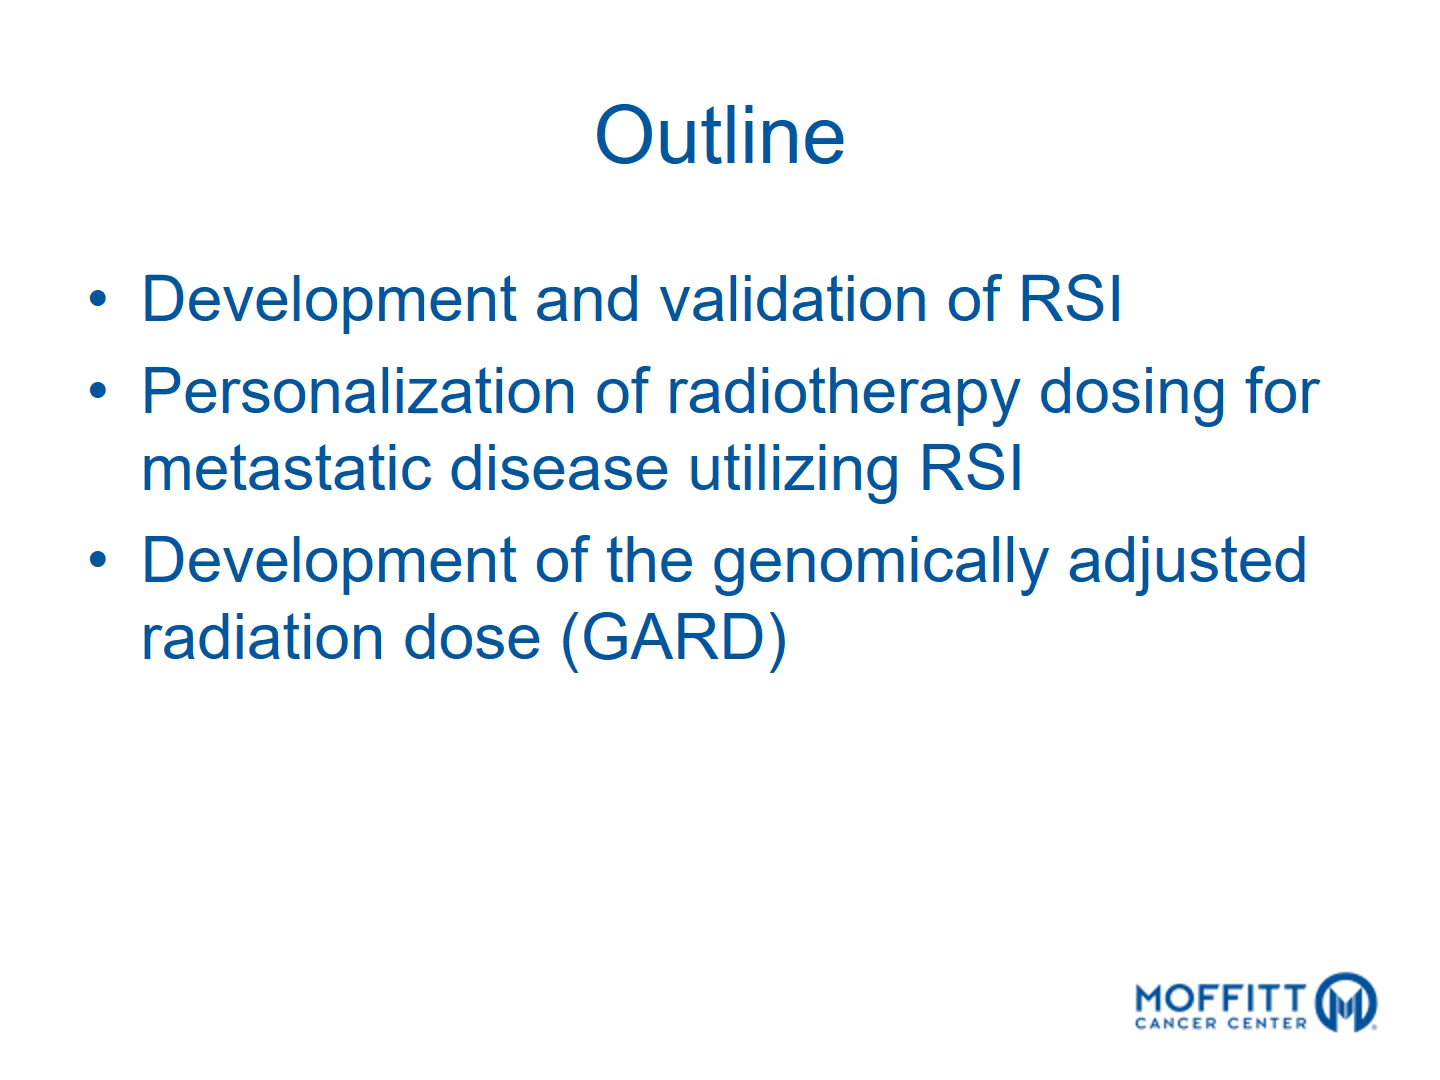 Outline
• Development and validation of RSI
• Personalization of radiotherapy dosing for
metastatic disease utilizing RSI
• Development of the genomically adjusted
radiation dose (GARD)
MOFFITT
CANCER CENTER